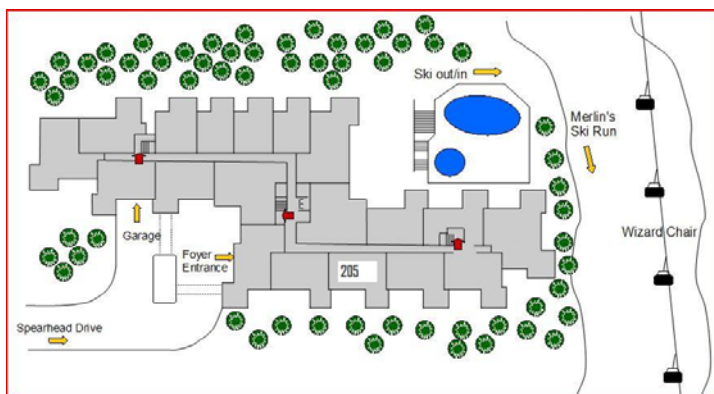 Ski out/in
Merlin's
Ski Run
Wizard Chair
Garage
Foyer
Entrance
205
Spearhead Drive